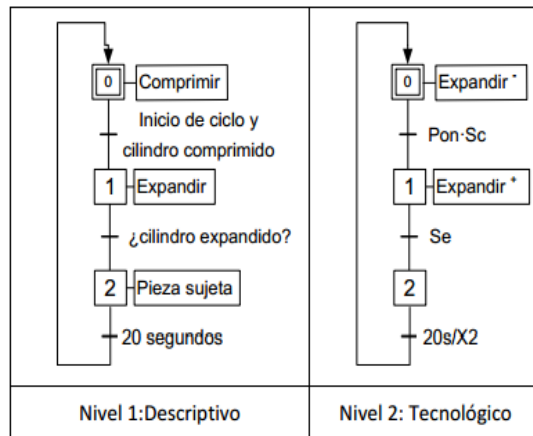 0
Comprimir
Inicio de ciclo y
cilindro comprimido
1
Expandir
¿cilindro expandido?
2
Pieza sujeta
20 segundos
Nivel 1:Descriptivo
0
Expandir -
Pon·Sc
1
Expandir +
Se
2
20s/X2
Nivel 2: Tecnológico